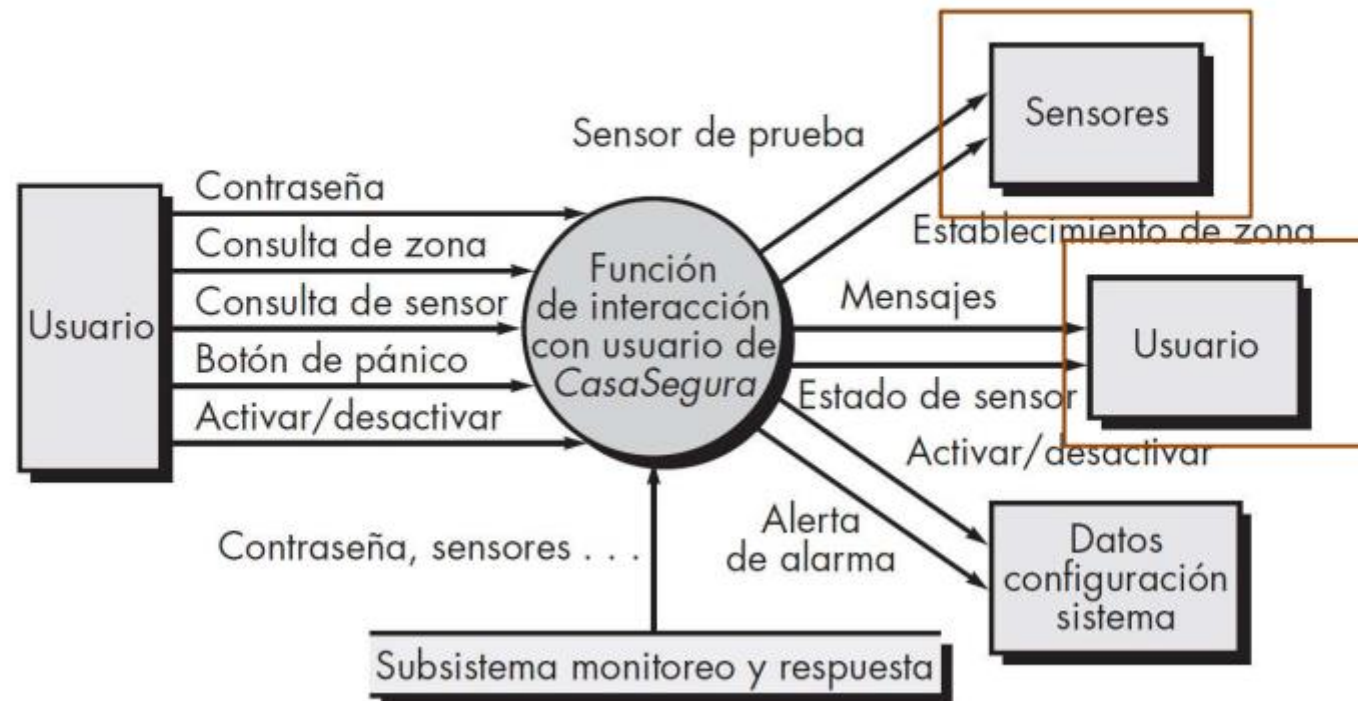 Sensores
Sensor de prueba
Establecimiento de zona
Usuario
Contraseña
Consulta de zona
Consulta de sensor
Botón de pánico
Activar/desactivar
Función
de interacción
con usuario de
CasaSegura
Mensajes
Estado de sensor
Usuario
Activar/desactivar
Alerta
de alarma
Datos
configuración
sistema
Contraseña, sensores . . .
Subsistema monitoreo y respuesta